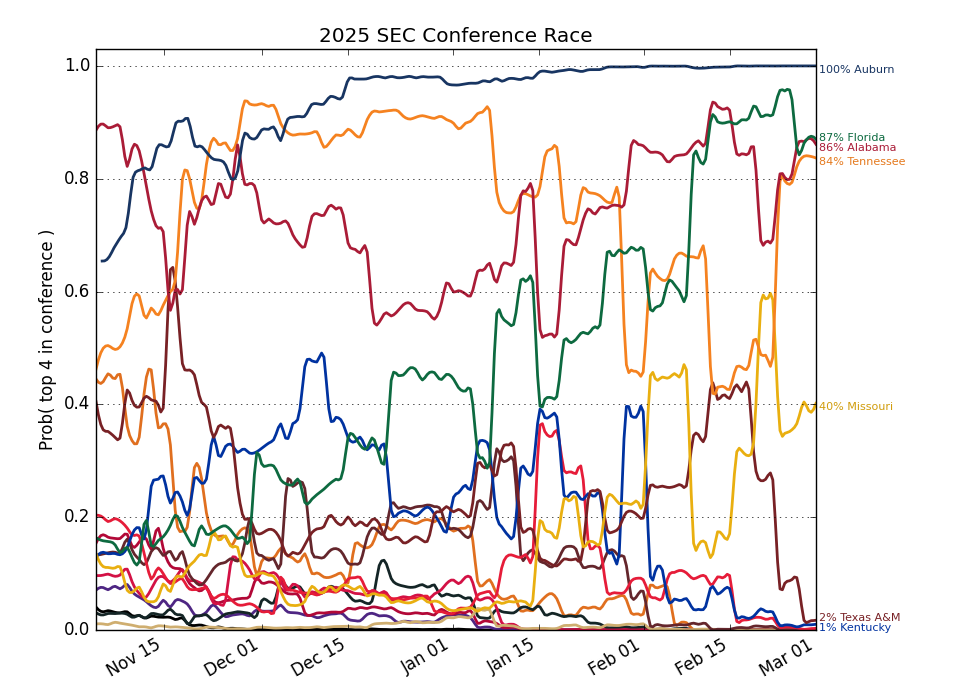 2025 SEC Conference Race
Prob( top 4 in conference )
1.0
0.8
0.6
0.4
0.2
0.0
100% Auburn
87% Florida
86% Alabama
84% Tennessee
40% Missouri
2% Texas A&M
1% Kentucky
Nov 15
Dec 01
Dec 15
Jan 01
Jan 15
Feb 01
Feb 15
Mar 01